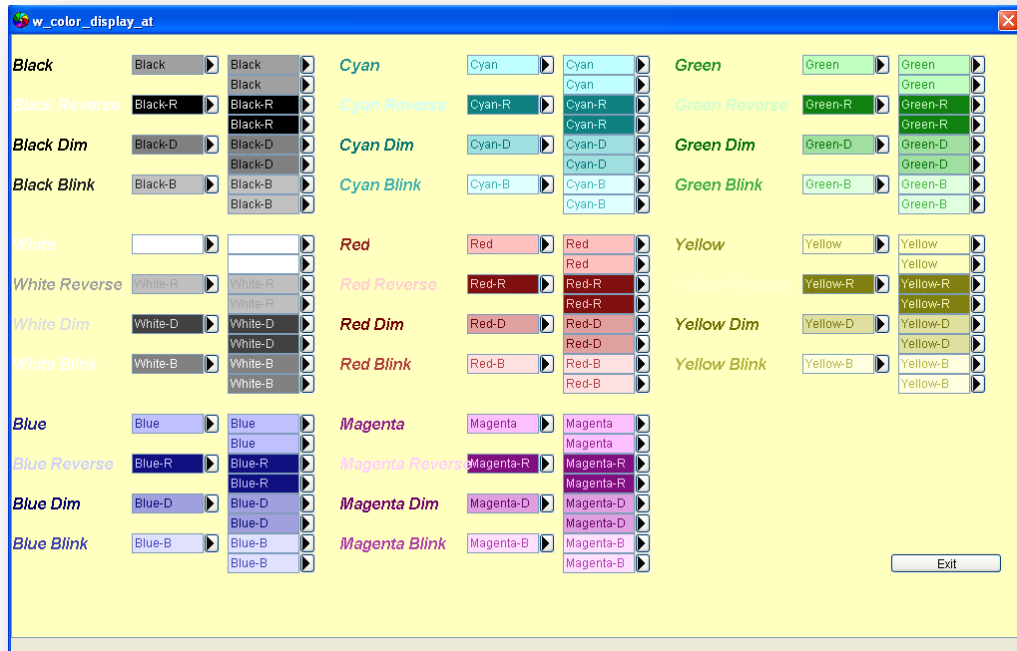 w_color_display_at
Black Black Black Cyan Cyan Cyan Green Green Green
Black Cyan Green
Black Reverse Black-R Black-R Cyan Reverse Cyan-R Cyan-R Green Reverse Green-R Green-R
Black-R Cyan-R Green-R
Black Dim Black-D Black-D Cyan Dim Cyan-D Cyan-D Green Dim Green-D Green-D
Black-D Cyan-D Green-D
Black Blink Black-B Black-B Cyan Blink Cyan-B Cyan-B Green Blink Green-B Green-B
Black-B Cyan-B Green-B
White Red Red Red Yellow Yellow Yellow
Red Yellow
White Reverse White-R White-R Red Reverse Red-R Red-R Yellow-R Yellow-R
White-R Red-R Yellow-R
White Dim White-D White-D Red Dim Red-D Red-D Yellow Dim Yellow-D Yellow-D
White-D Red-D Yellow-D
White Blink White-B White-B Red Blink Red-B Red-B Yellow Blink Yellow-B Yellow-B
White-B Red-B Yellow-B
Blue Blue Blue Magenta Magenta Magenta
Blue Magenta
Blue Reverse Blue-R Blue-R Magenta Reverse Magenta-R Magenta-R
Blue-R Magenta-R
Blue Dim Blue-D Blue-D Magenta Dim Magenta-D Magenta-D
Blue-D Magenta-D
Blue Blink Blue-B Blue-B Magenta Blink Magenta-B Magenta-B
Blue-B Magenta-B
Exit